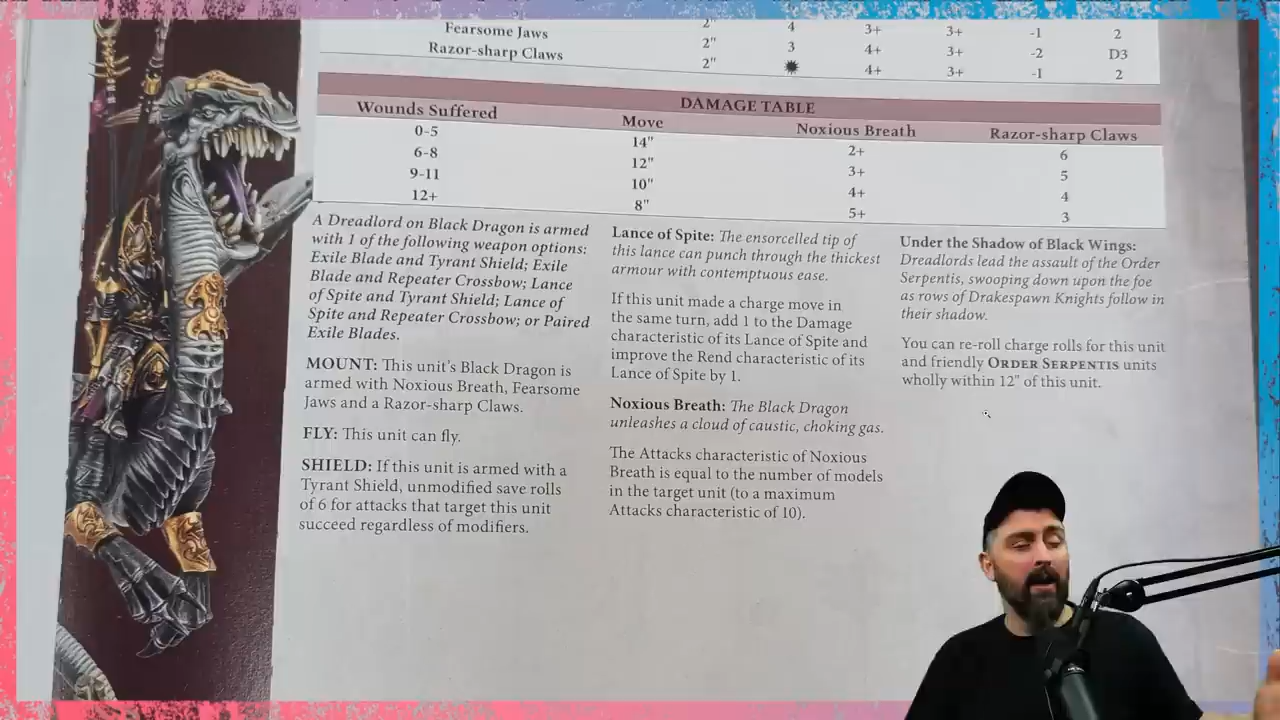 2"
Fearsome Jaws 2" 4 3+ 3+ -1 2
Razor-sharp Claws 2" 3 4+ 3+ -2 D3
4+ 3+ -1 2
DAMAGE TABLE
Wounds Suffered Move Noxious Breath Razor-sharp Claws
0-5 14" 2+ 6
6-8 12" 3+ 5
9-11 10" 4+ 4
12+ 8" 5+ 3
A Dreadlord on Black Dragon is armed
with 1 of the following weapon options:
Exile Blade and Tyrant Shield; Exile
Blade and Repeater Crossbow; Lance
of Spite and Tyrant Shield; Lance of
Spite and Repeater Crossbow; or Paired
Exile Blades.
MOUNT: This unit's Black Dragon is
armed with Noxious Breath, Fearsome
Jaws and a Razor-sharp Claws.
FLY: This unit can fly.
SHIELD: If this unit is armed with a
Tyrant Shield, unmodified save rolls
of 6 for attacks that target this unit
succeed regardless of modifiers.
Lance of Spite: The ensorcelled tip of
this lance can punch through the thickest
armour with contemptuous ease.
If this unit made a charge move in
the same turn, add 1 to the Damage
characteristic of its Lance of Spite and
improve the Rend characteristic of its
Lance of Spite by 1.
Noxious Breath: The Black Dragon
unleashes a cloud of caustic, choking gas.
The Attacks characteristic of Noxious
Breath is equal to the number of models
in the target unit (to a maximum
Attacks characteristic of 10).
Under the Shadow of Black Wings:
Dreadlords lead the assault of the Order
Serpentis, swooping down upon the foe
as rows of Drakespawn Knights follow in
their shadow.
You can re-roll charge rolls for this unit
and friendly ORDER SERPENTIS units
wholly within 12" of this unit.